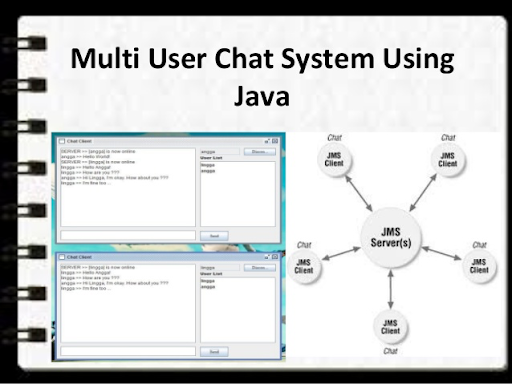 Multi User Chat System Using
Java
Chat Client
SERVER >> [angga] is now online
angga >> Hello World!
SERVER >> [lingga] is now online
lingga >> Hello Angga!
lingga >> How are you ???
angga >> Hi Lingga, I'm okay. How about you ???
lingga >> I'm fine too ..
angga
User List
lingga
angga
Send
Chat Client
SERVER >> [lingga] is now online
lingga >> Hello Angga!
lingga >> How are you ???
angga >> Hi Lingga, I'm okay. How about you ???
lingga >> I'm fine too ..
lingga
User List
lingga
angga
Send
Chat
JMS
Client
Chat
JMS
Client
JMS
Server(s)
Chat
JMS
Client
Chat
JMS
Client
JMS
Client
Chat